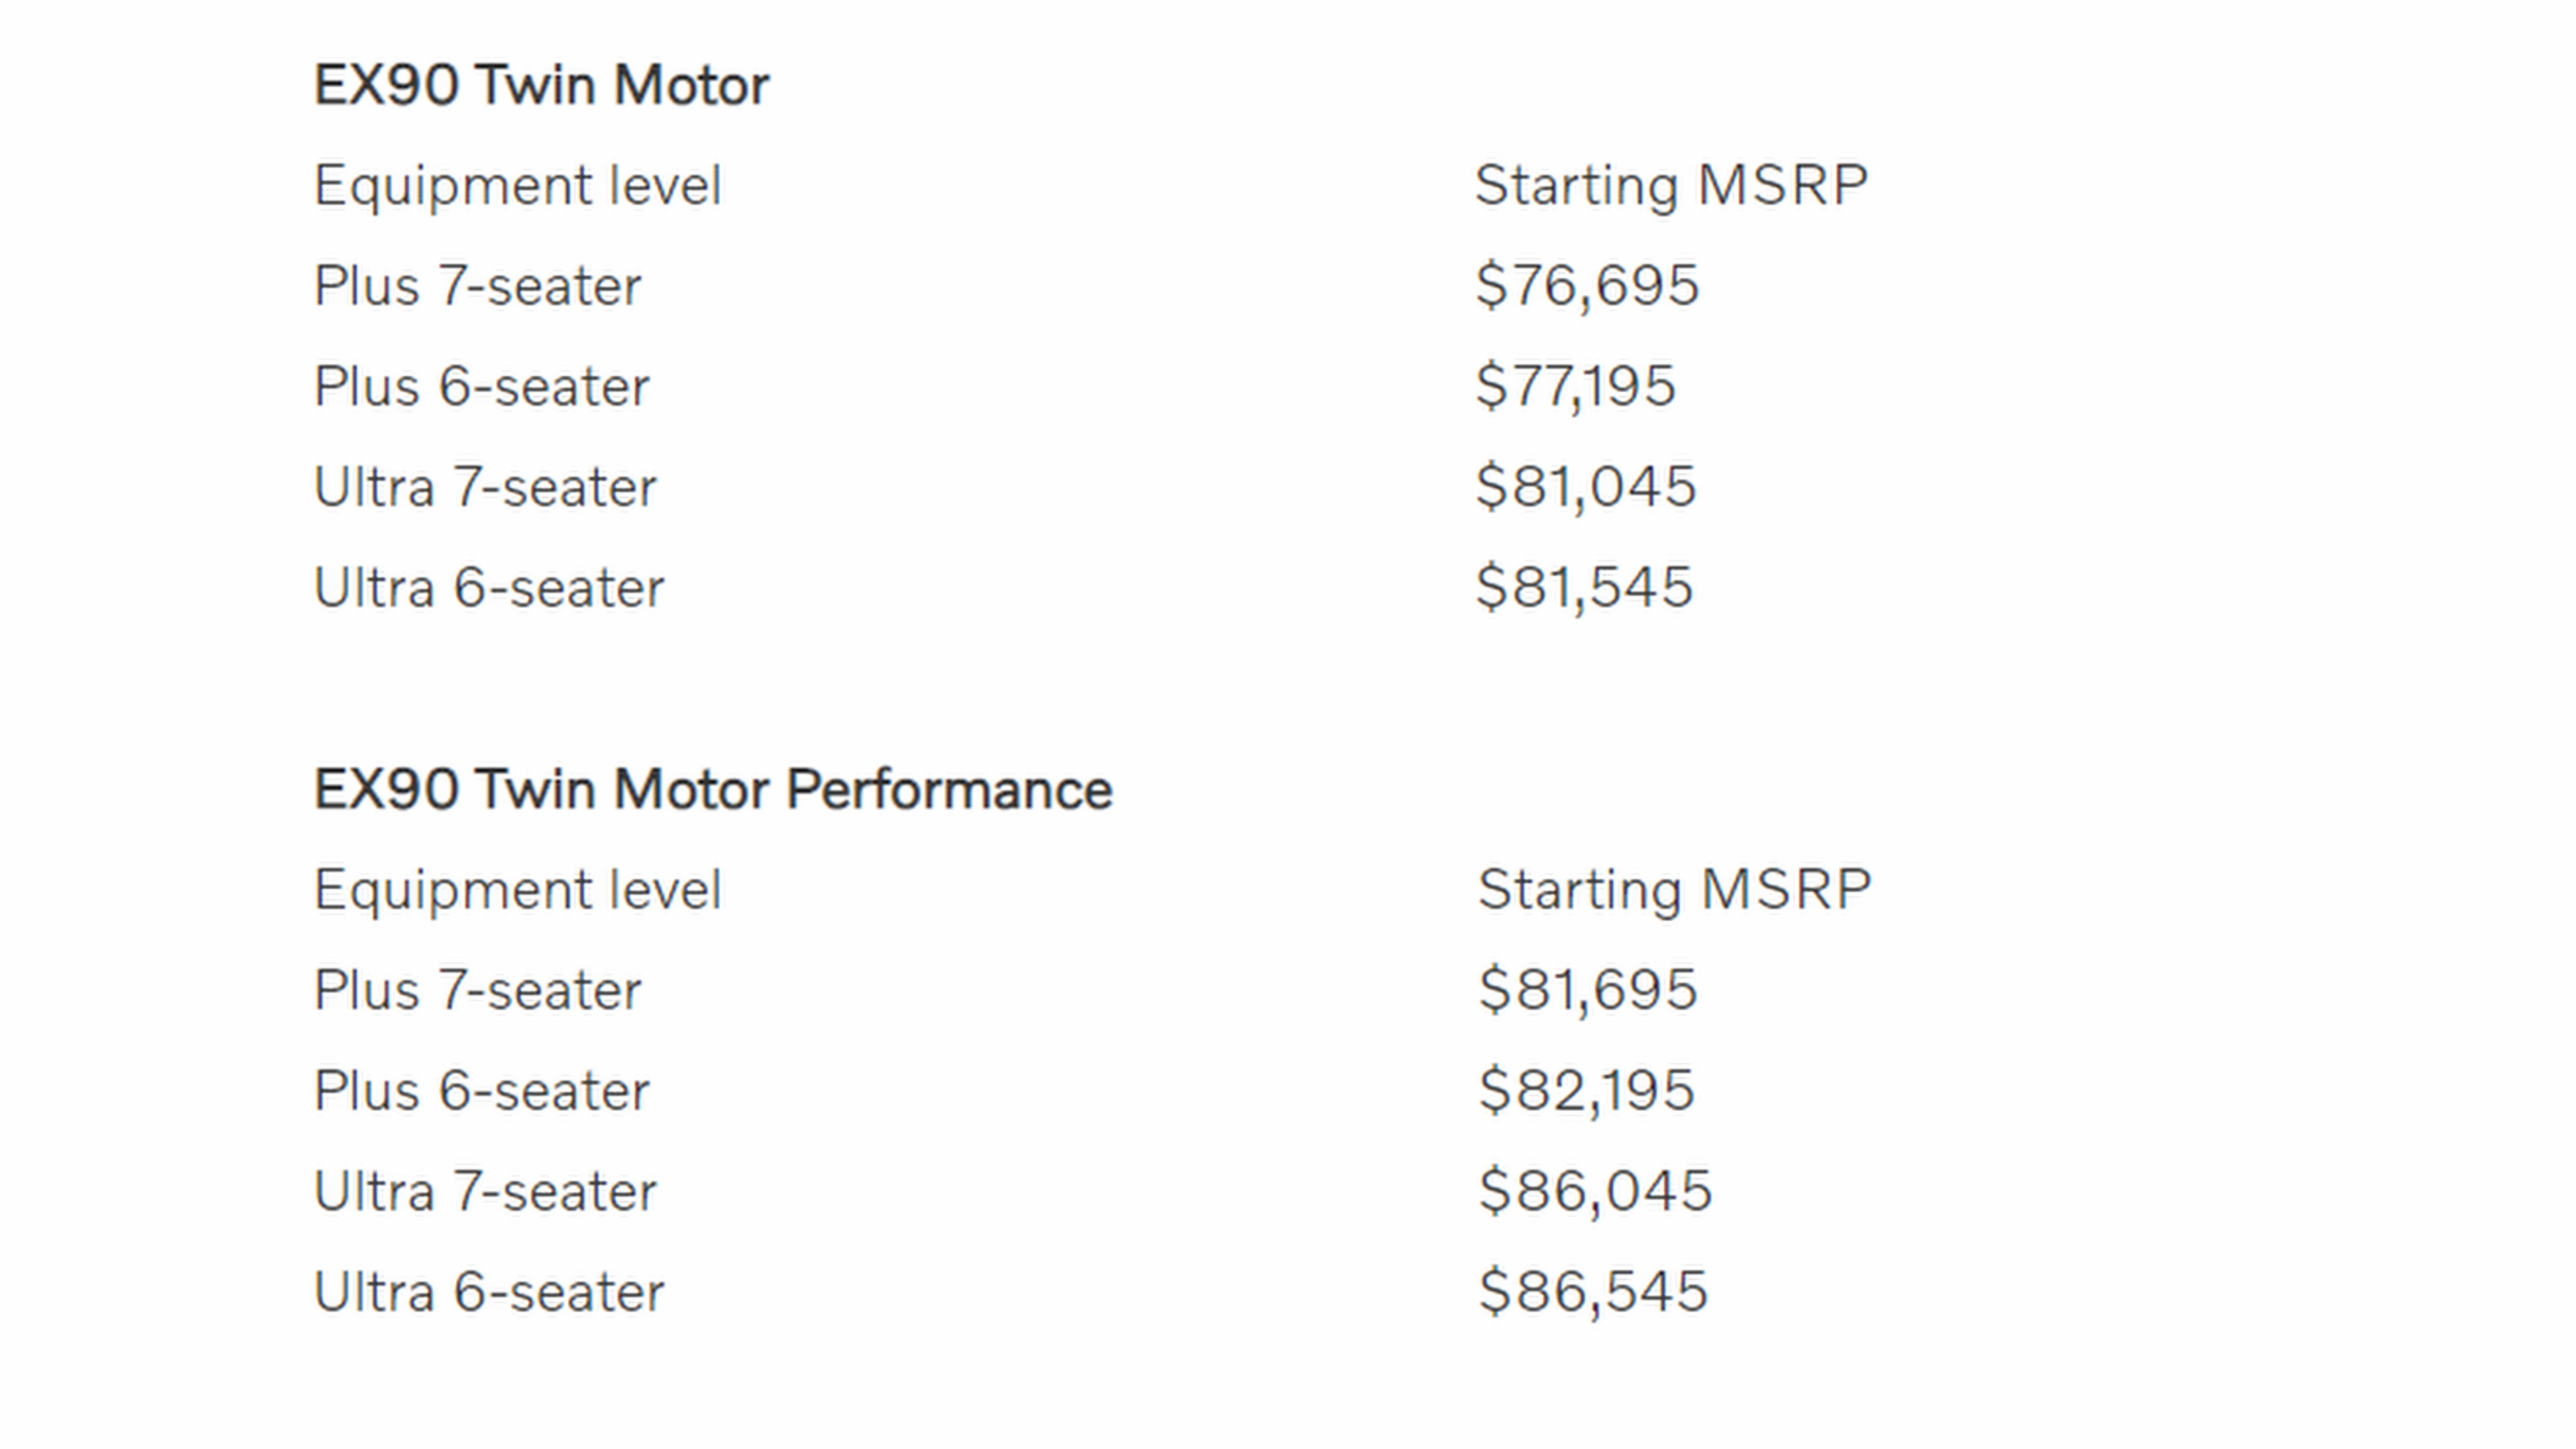 EX90 Twin Motor
Equipment level Starting MSRP
Plus 7-seater $76,695
Plus 6-seater $77,195
Ultra 7-seater $81,045
Ultra 6-seater $81,545
EX90 Twin Motor Performance
Equipment level Starting MSRP
Plus 7-seater $81,695
Plus 6-seater $82,195
Ultra 7-seater $86,045
Ultra 6-seater $86,545